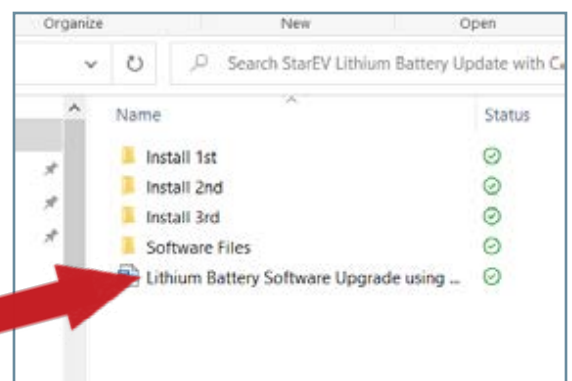 Organize New Open
Search StarEV Lithium Battery Update with Ca
Name Status
Install 1st
Install 2nd
Install 3rd
Software Files
Lithium Battery Software Upgrade using ...